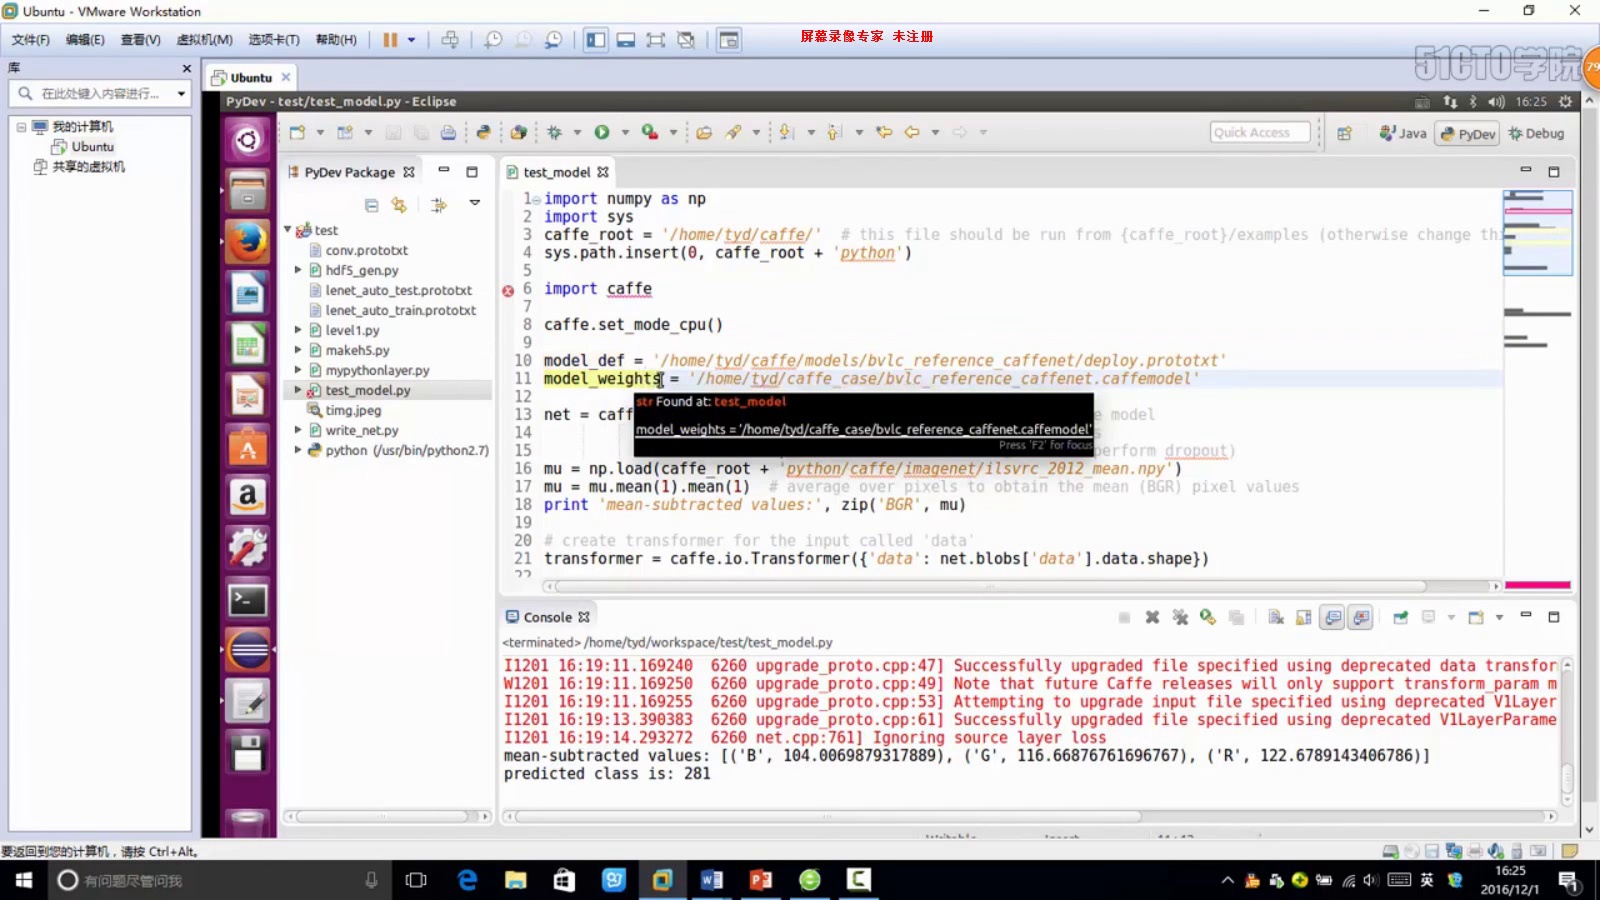 Ubuntu - VMware Workstation
文件(F) 编辑(E) 查看(V) 虚拟机(M) 选项卡(T) 帮助(H)
屏幕录像专家 未注册
51CTO学院
79
库
在此处键入内容进行...
我的计算机
Ubuntu
共享的虚拟机
Ubuntu
PyDev - test/test_model.py - Eclipse
16:25
Quick Access
Java
PyDev
Debug
PyDev Package
test
conv.prototxt
hdf5_gen.py
lenet_auto_test.prototxt
lenet_auto_train.prototxt
level1.py
makeh5.py
mypythonlayer.py
test_model.py
timg.jpeg
write_net.py
python (/usr/bin/python2.7)
test_model
1 import numpy as np
2 import sys
3 caffe_root = '/home/tyd/caffe/'  # this file should be run from {caffe_root}/examples (otherwise change thi
4 sys.path.insert(0, caffe_root + 'python')
5
6 import caffe
7
8 caffe.set_mode_cpu()
9
10 model_def = '/home/tyd/caffe/models/bvlc_reference_caffenet/deploy.prototxt'
11 model_weights = '/home/tyd/caffe_case/bvlc_reference_caffenet.caffemodel'
12
str Found at: test_model
13 net = caff e model
model_weights = '/home/tyd/caffe_case/bvlc_reference_caffenet.caffemodel'
14 s
Press 'F2' for focus
15 perform dropout)
16 mu = np.load(caffe_root + 'python/caffe/imagenet/ilsvrc_2012_mean.npy')
17 mu = mu.mean(1).mean(1)  # average over pixels to obtain the mean (BGR) pixel values
18 print 'mean-subtracted values:', zip('BGR', mu)
19
20 # create transformer for the input called 'data'
21 transformer = caffe.io.Transformer({'data': net.blobs['data'].data.shape})
22
Console
<terminated> /home/tyd/workspace/test/test_model.py
I1201 16:19:11.169240  6260 upgrade_proto.cpp:47] Successfully upgraded file specified using deprecated data transfor
W1201 16:19:11.169250  6260 upgrade_proto.cpp:49] Note that future Caffe releases will only support transform_param m
I1201 16:19:11.169255  6260 upgrade_proto.cpp:53] Attempting to upgrade input file specified using deprecated V1Layer
I1201 16:19:13.390383  6260 upgrade_proto.cpp:61] Successfully upgraded file specified using deprecated V1LayerParame
I1201 16:19:14.293272  6260 net.cpp:761] Ignoring source layer loss
mean-subtracted values: [('B', 104.0069879317889), ('G', 116.66876761696767), ('R', 122.6789143406786)]
predicted class is: 281
要返回到您的计算机，请按 Ctrl+Alt。
有问题尽管问我
英
16:25
2016/12/1
1